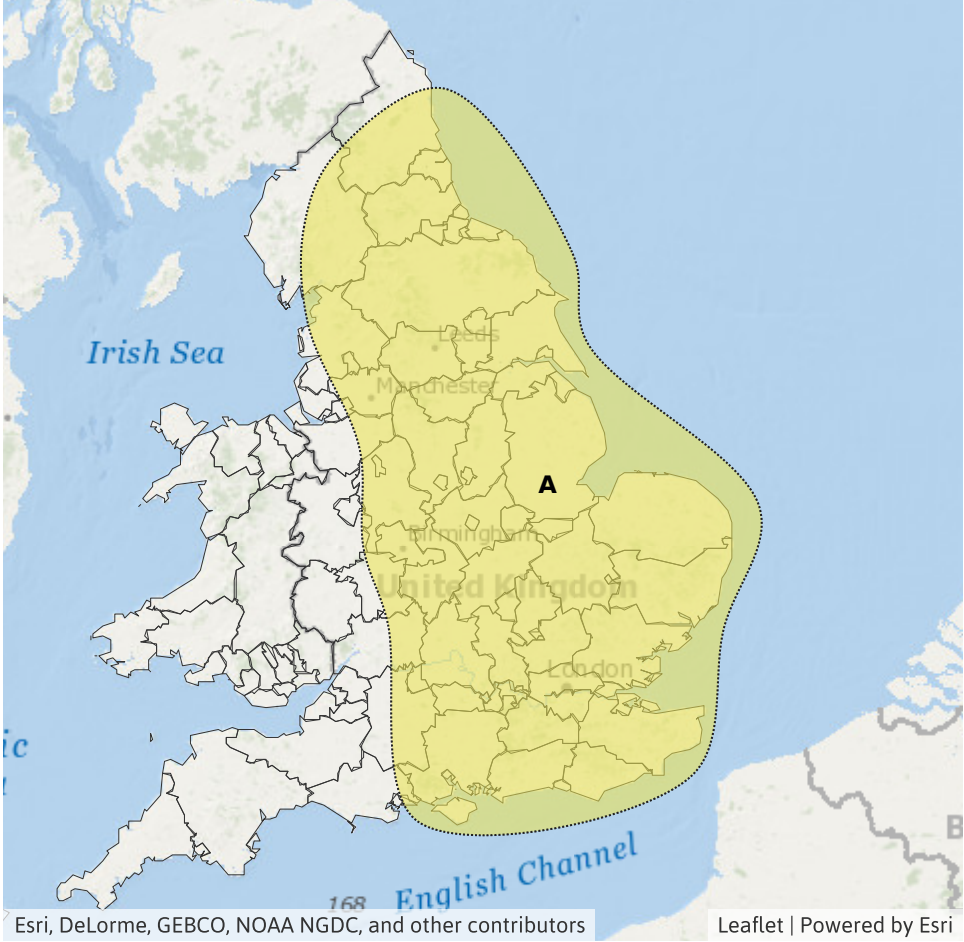 Leeds
Irish Sea
Manchester
A
Birmingham
United Kingdom
London
ic
B
English Channel
168
Esri, DeLorme, GEBCO, NOAA NGDC, and other contributors
Leaflet | Powered by Esri